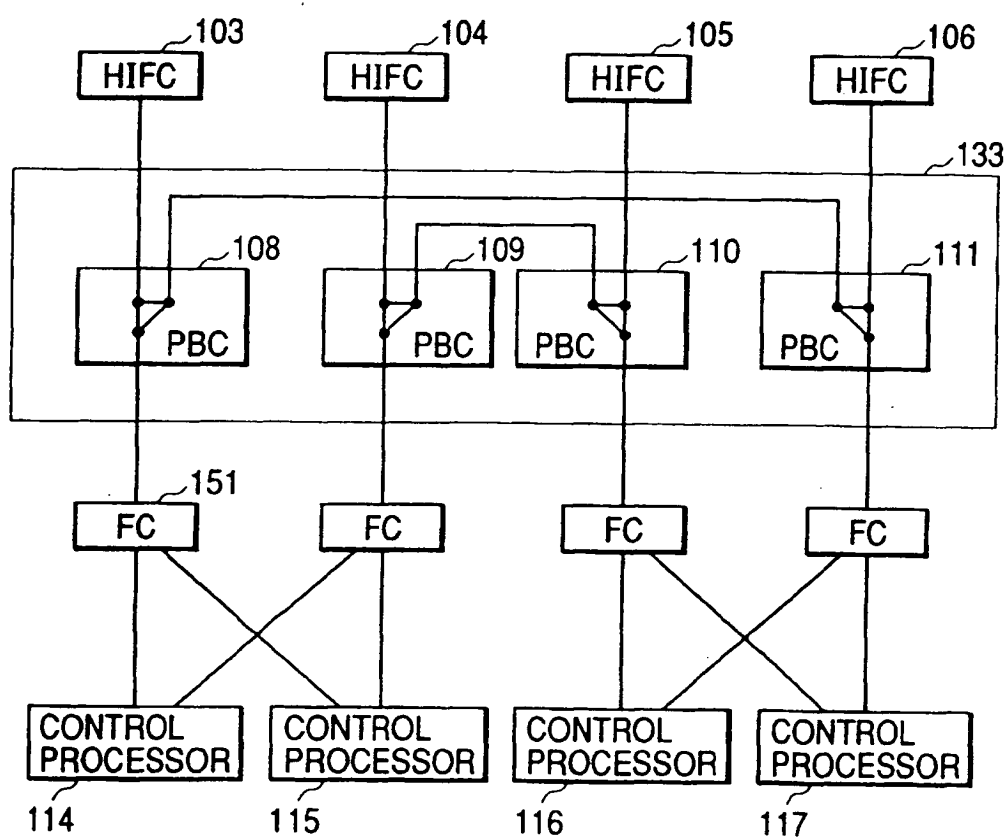 103
104
105
106
HIFC
HIFC
HIFC
HIFC
133
108
109
110
111
PBC
PBC
PBC
PBC
151
FC
FC
FC
FC
CONTROL
PROCESSOR
CONTROL
PROCESSOR
CONTROL
PROCESSOR
CONTROL
PROCESSOR
114
115
116
117